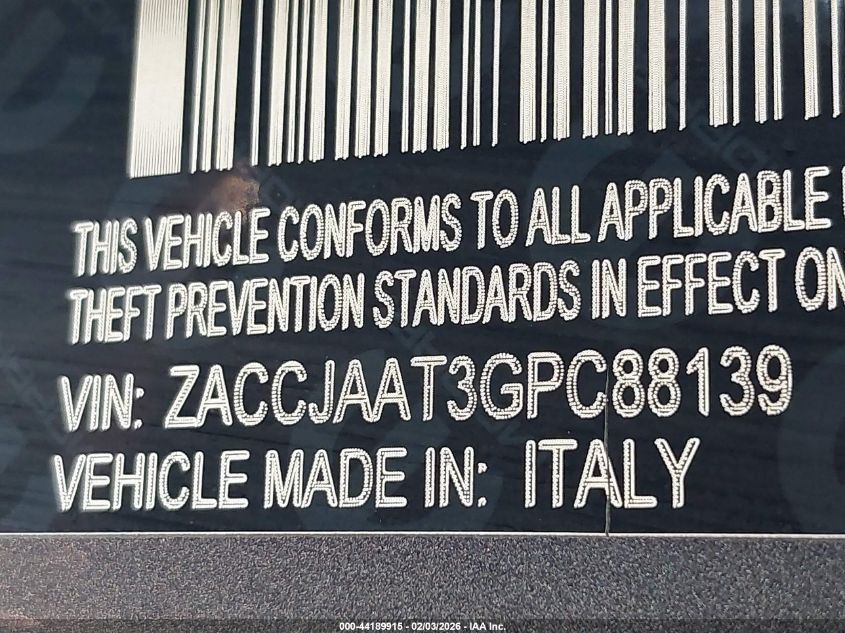 THIS VEHICLE CONFORMS TO ALL APPLICABLE
THEFT PREVENTION STANDARDS IN EFFECT ON
VIN: ZACCJAAT3GPC88139
VEHICLE MADE IN: ITALY
000-44189915 - 02/03/2026 - IAA Inc.